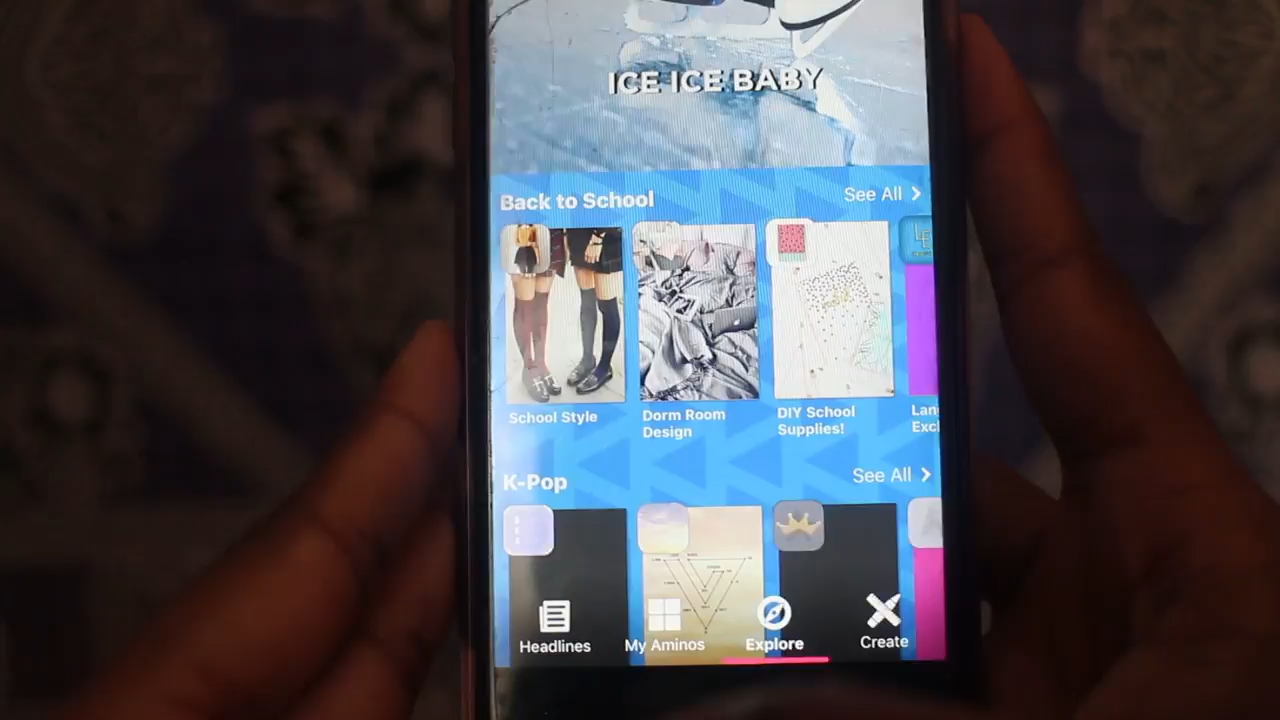 ICE ICE BABY
Back to School
See All
School Style
Dorm Room
Design
DIY School
Supplies!
K-Pop
See All
Headlines
My Aminos
Explore
Create